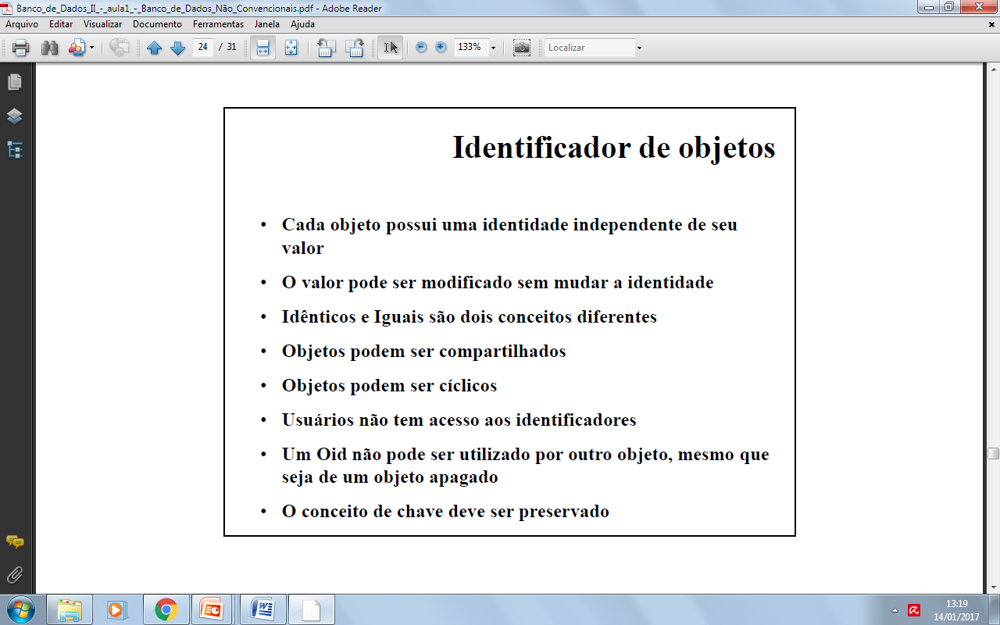 Banco_de_Dados_II_-_aula1_-_Banco_de_Dados_Não_Convencionais.pdf - Adobe Reader
Arquivo Editar Visualizar Documento Ferramentas Janela Ajuda
24 / 31 133% Localizar
Identificador de objetos
• Cada objeto possui uma identidade independente de seu
valor
• O valor pode ser modificado sem mudar a identidade
• Idênticos e Iguais são dois conceitos diferentes
• Objetos podem ser compartilhados
• Objetos podem ser cíclicos
• Usuários não tem acesso aos identificadores
• Um Oid não pode ser utilizado por outro objeto, mesmo que
seja de um objeto apagado
• O conceito de chave deve ser preservado
13:19
14/01/2017